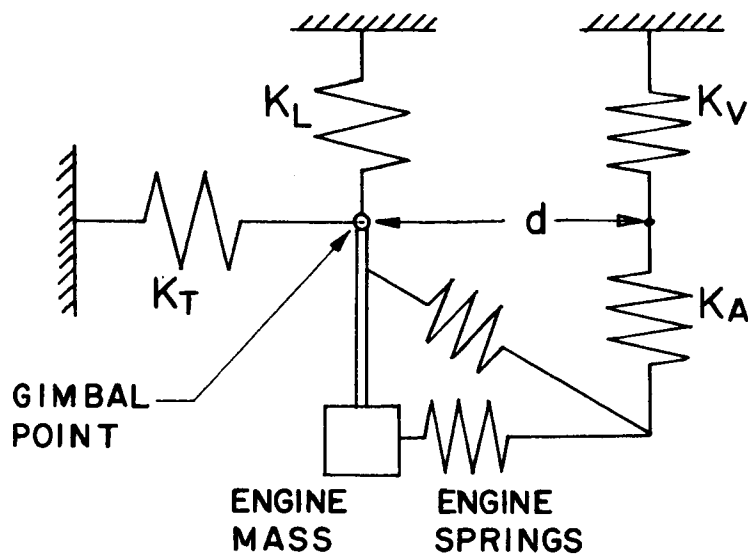 K_L
K_V
d
K_T
K_A
GIMBAL
POINT
ENGINE
MASS
ENGINE
SPRINGS